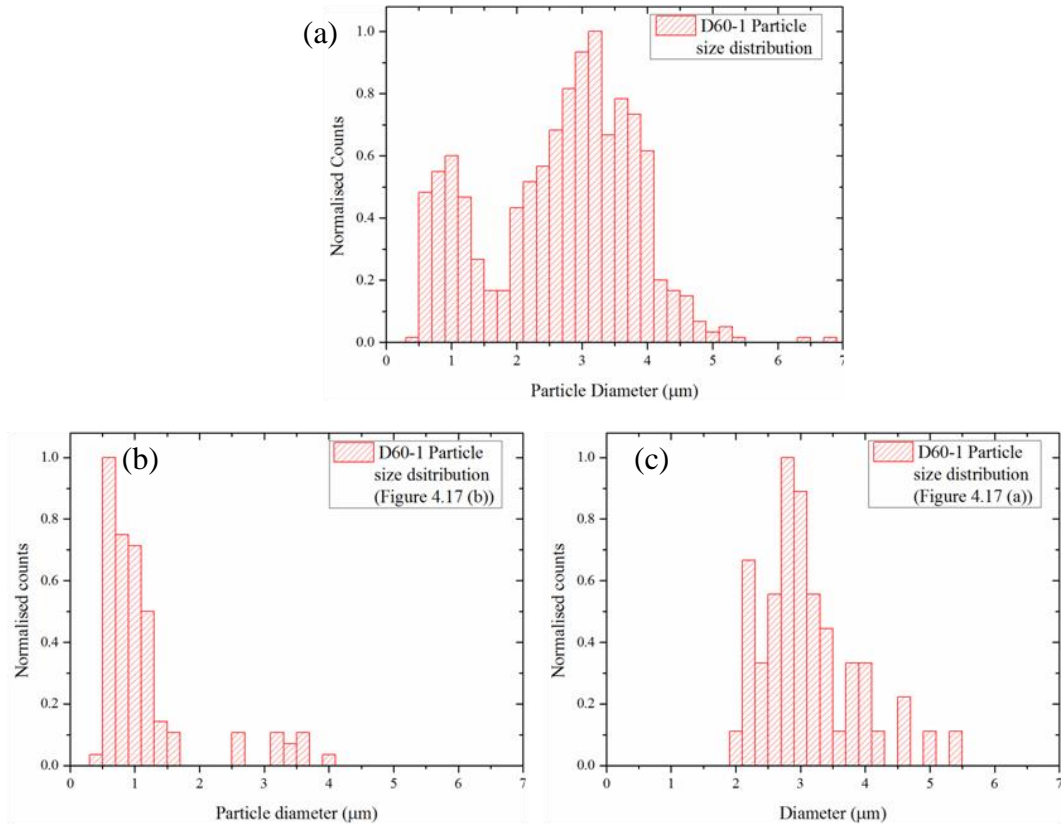 (a)
D60-1 Particle
size distribution
Normalised Counts
1.0
0.8
0.6
0.4
0.2
0.0
0 1 2 3 4 5 6 7
Particle Diameter (μm)
(b)
D60-1 Particle
size dsitribution
(Figure 4.17 (b))
Normalised counts
1.0
0.8
0.6
0.4
0.2
0.0
0 1 2 3 4 5 6 7
Particle diameter (μm)
(c)
D60-1 Particle
size distribution
(Figure 4.17 (a))
Normalised counts
1.0
0.8
0.6
0.4
0.2
0.0
0 1 2 3 4 5 6 7
Diameter (μm)